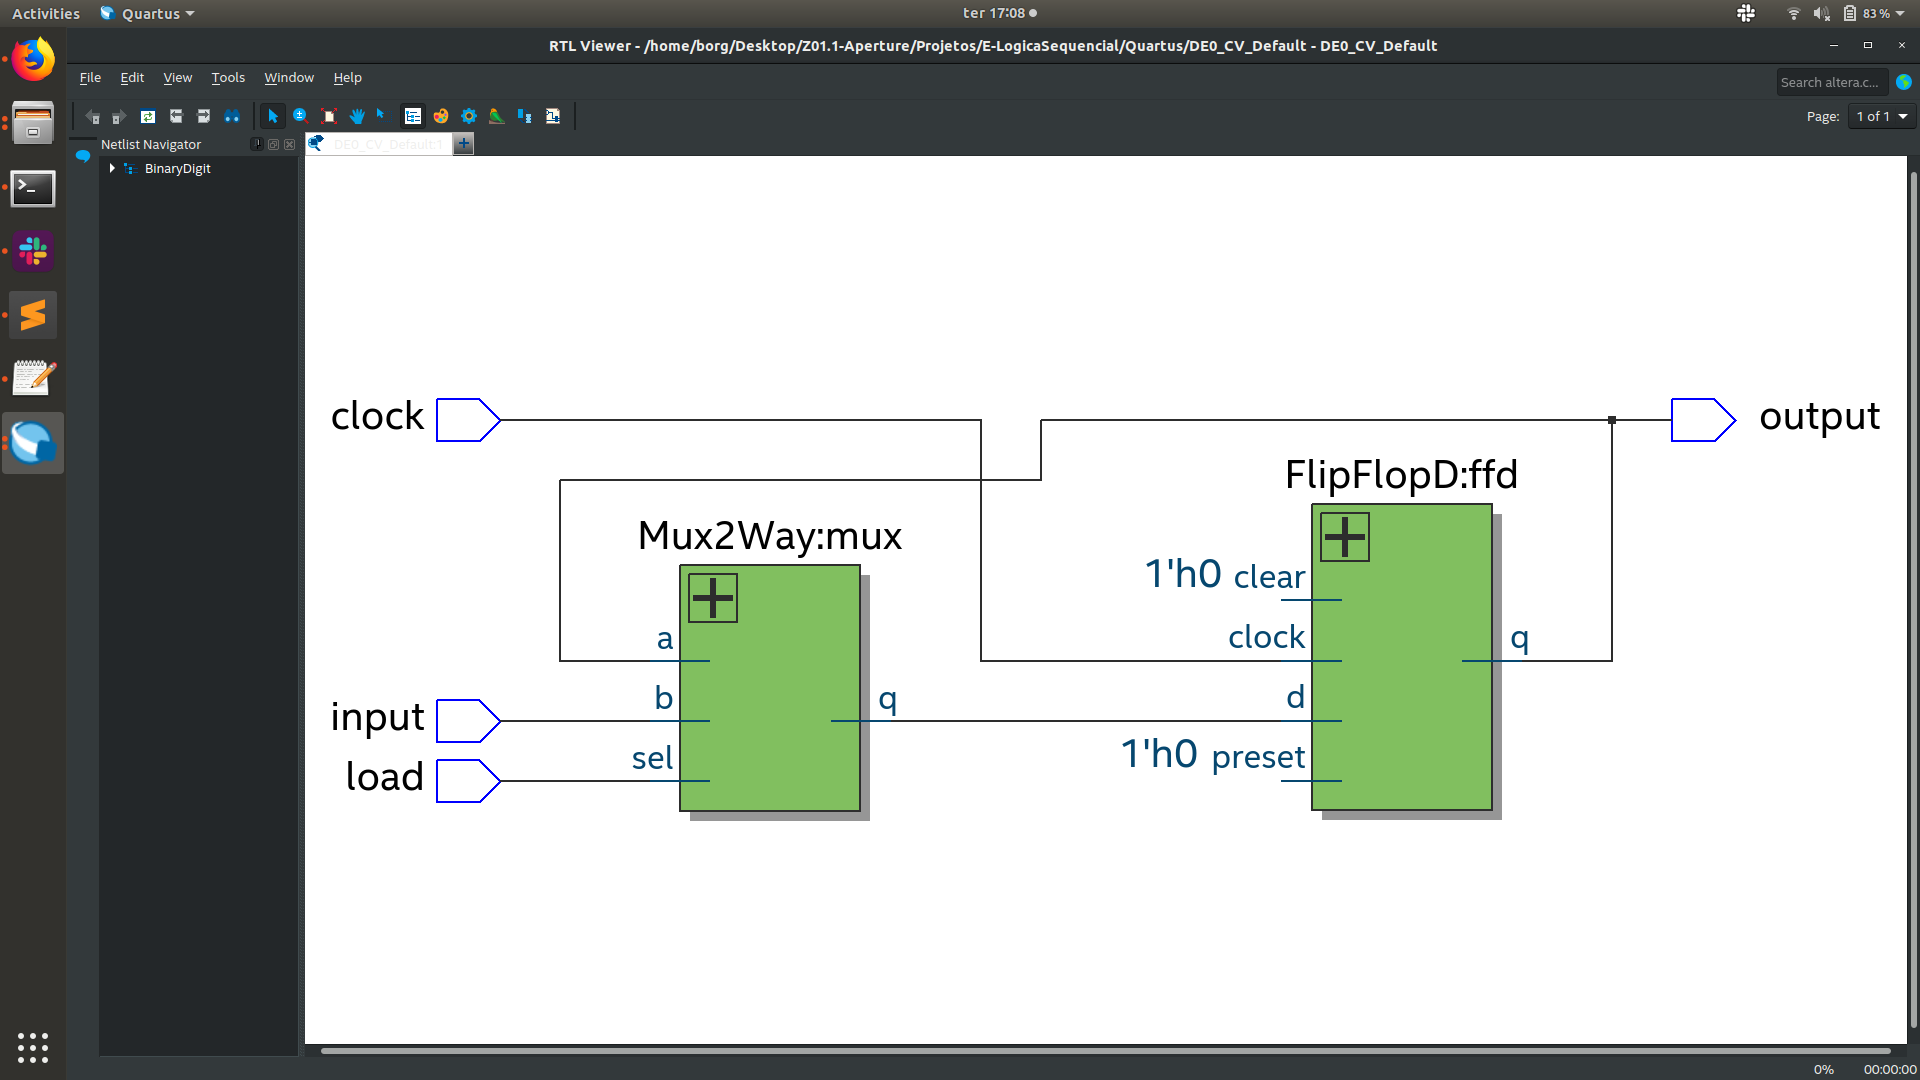 Activities
Quartus
ter 17:08
83 %
RTL Viewer - /home/borg/Desktop/Z01.1-Aperture/Projetos/E-LogicaSequencial/Quartus/DE0_CV_Default - DE0_CV_Default
File Edit View Tools Window Help
Search altera.c...
Page: 1 of 1
Netlist Navigator
DE0_CV_Default:1
BinaryDigit
clock
output
FlipFlopD:ffd
Mux2Way:mux
1'h0 clear
a
clock
q
b
q
d
input
sel
1'h0 preset
load
0%
00:00:00